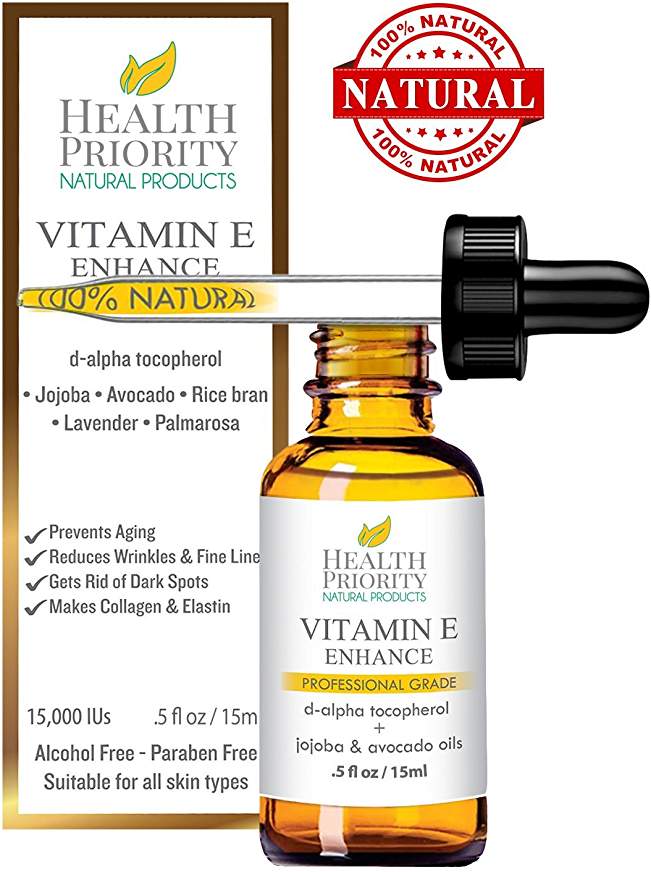 HEALTH
PRIORITY
NATURAL PRODUCTS
VITAMIN E
ENHANCE
100% NATURAL
d-alpha tocopherol
• Jojoba • Avocado • Rice bran
• Lavender • Palmarosa
Prevents Aging
Reduces Wrinkles & Fine Line
Gets Rid of Dark Spots
Makes Collagen & Elastin
15,000 IUs .5 fl oz / 15m
Alcohol Free - Paraben Free
Suitable for all skin types
100% NATURAL
NATURAL
100% NATURAL
HEALTH
PRIORITY
NATURAL PRODUCTS
VITAMIN E
ENHANCE
PROFESSIONAL GRADE
d-alpha tocopherol
+
jojoba & avocado oils
.5 fl oz / 15ml